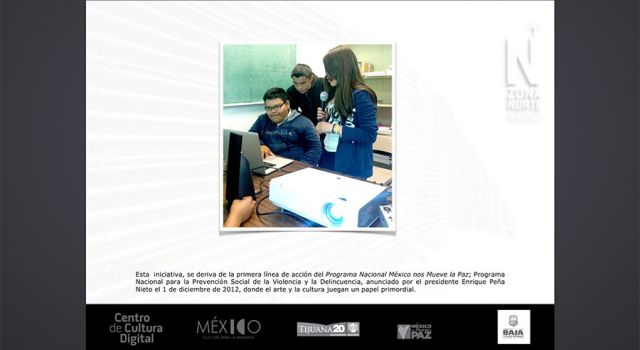 N
ZONA
NORTE
Esta iniciativa, se deriva de la primera línea de acción del Programa Nacional México nos Mueve la Paz; Programa
Nacional para la Prevención Social de la Violencia y la Delincuencia, anunciado por el presidente Enrique Peña
Nieto el 1 de diciembre de 2012, donde el arte y la cultura juegan un papel primordial.
Centro
de Cultura
Digital
MÉXICO
CULTURA PARA LA ARMONÍA
TIJUANA20
MÉXICO
PAZ
BAJA